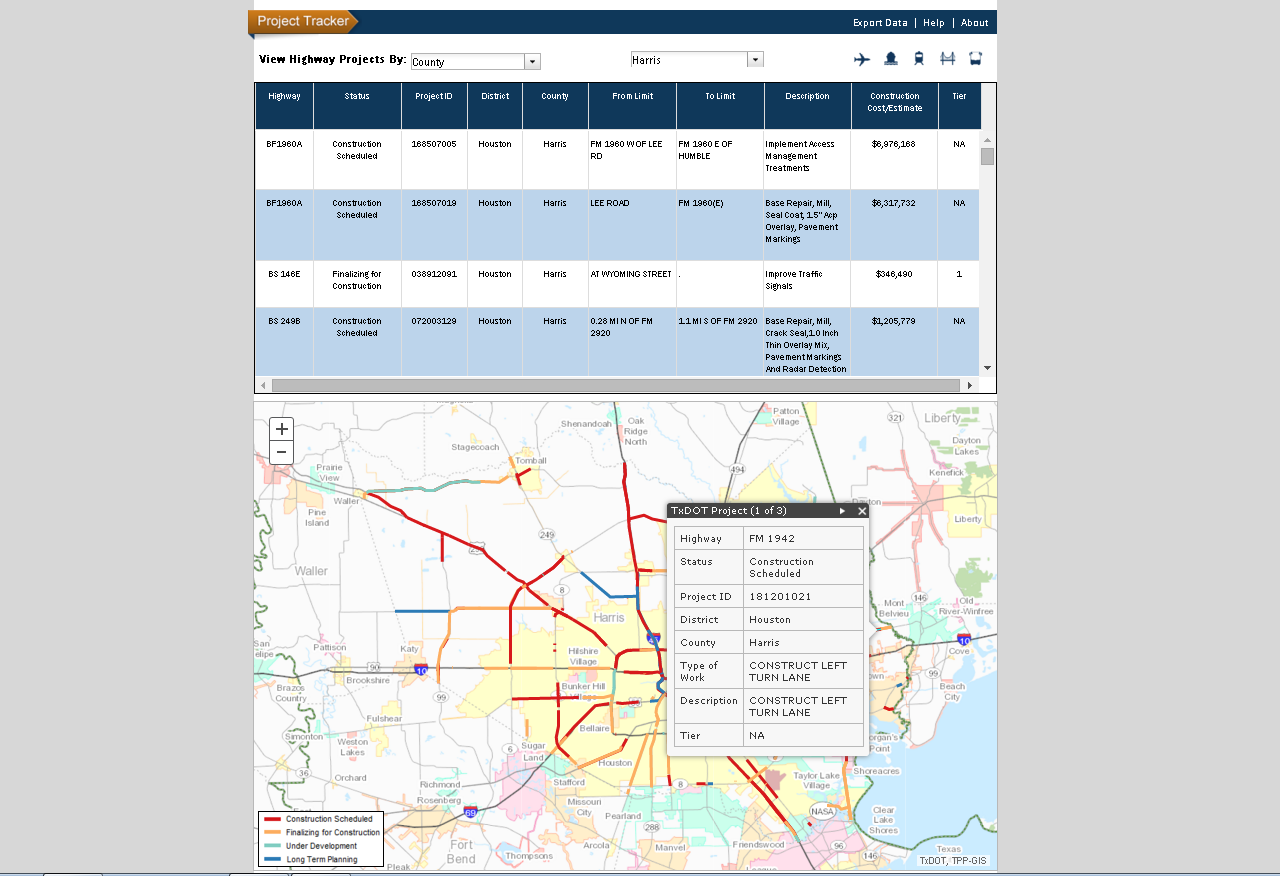 Project Tracker
Export Data | Help | About
View Highway Projects By: County Harris
Highway Status Project ID District County From Limit To Limit Description Construction Cost/Estimate Tier
BF1960A Construction Scheduled 168507005 Houston Harris FM 1960 W OF LEE RD FM 1960 E OF HUMBLE Implement Access Management Treatments $6,976,168 NA
BF1960A Construction Scheduled 168507019 Houston Harris LEE ROAD FM 1960(E) Base Repair, Mill, Seal Coat, 1.5" Acp Overlay, Pavement Markings $6,317,732 NA
BS 146E Finalizing for Construction 038912091 Houston Harris AT WYOMING STREET . Improve Traffic Signals $346,490 1
BS 249B Construction Scheduled 072003129 Houston Harris 0.28 MI N OF FM 2920 1.1 MI S OF FM 2920 Base Repair, Mill, Crack Seal,1.0 Inch Thin Overlay Mix, Pavement Markings And Radar Detection $1,205,779 NA
+
−
Shenandoah
Oak Ridge North
Patton Village
321
Liberty
Dayton Lakes
Stagecoach
Tomball
Prairie View
Waller
494
Kenefick
Dayton
Pine Island
Liberty
249
Waller
8
Harris
146
Old River-Winfree
Mont Belvieu
San Felipe
Pattison
Katy
90
10
Brookshire
Hilshire Village
Bunker Hill
10
Cove
99
Beach City
Brazos Country
99
Fulshear
Simonton
Weston Lakes
Bellaire
6
Sugar Land
Houston
Morgan's Point
Shoreacres
36
Orchard
Richmond
Rosenberg
Stafford
8
Taylor Lake Village
Missouri City
Pearland
69
NASA
Clear Lake Shores
288
Fort Bend
Arcola
Manvel
Friendswood
96
146
Thompsons
Pleak
Texas
TxDOT, TPP-GIS
TxDOT Project (1 of 3)
Highway FM 1942
Status Construction Scheduled
Project ID 181201021
District Houston
County Harris
Type of Work CONSTRUCT LEFT TURN LANE
Description CONSTRUCT LEFT TURN LANE
Tier NA
Construction Scheduled
Finalizing for Construction
Under Development
Long Term Planning